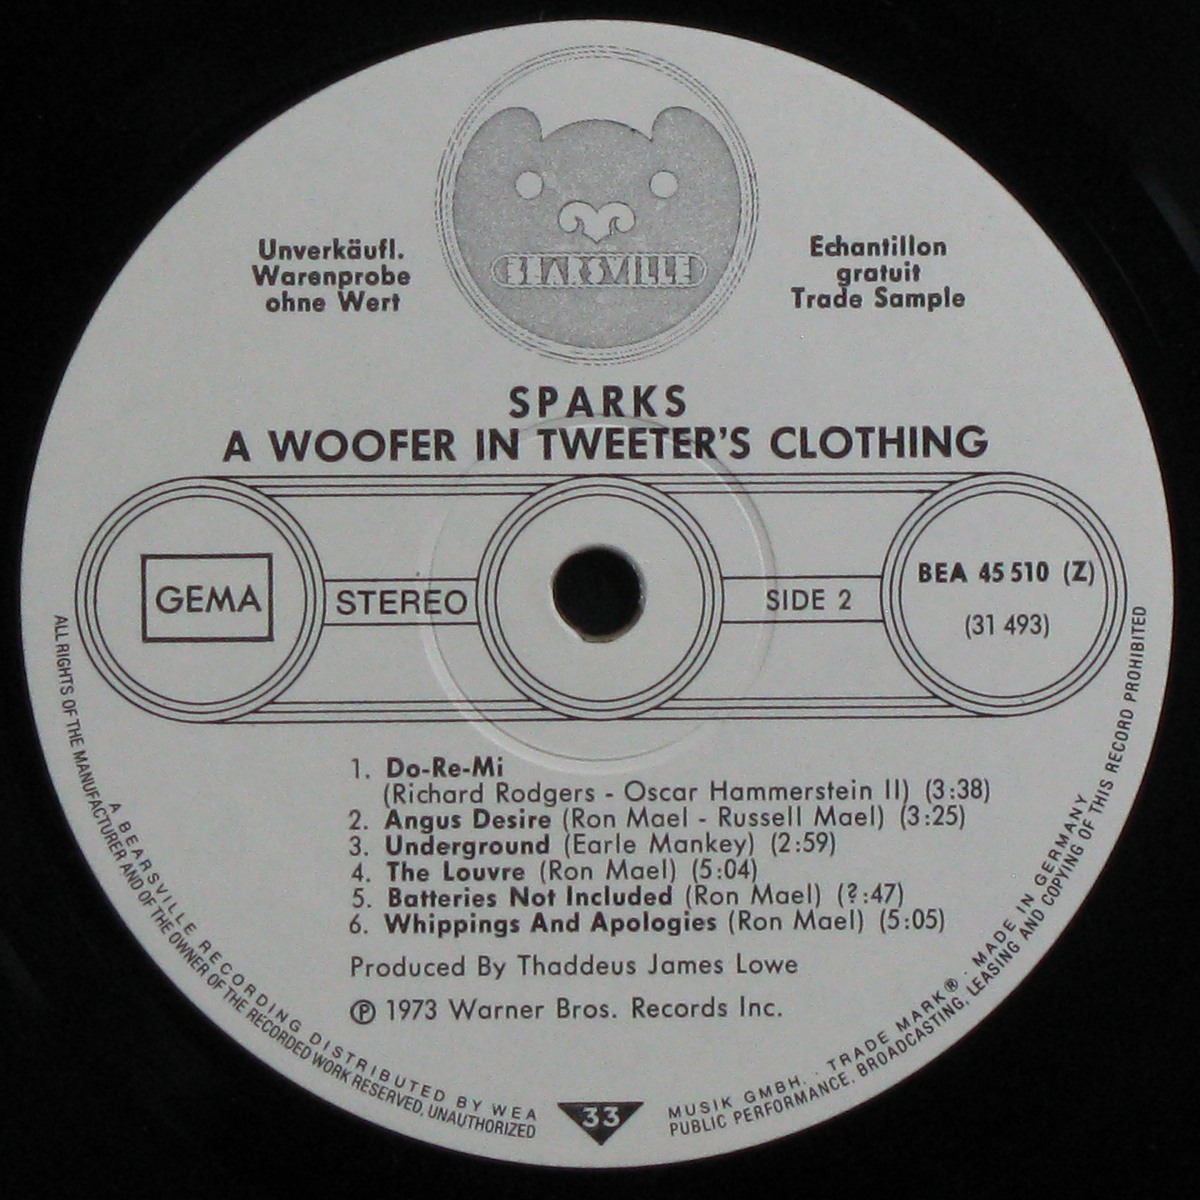 BEARSVILLE
Unverkäufl.
Warenprobe
ohne Wert
Echantillon
gratuit
Trade Sample
SPARKS
A WOOFER IN TWEETER'S CLOTHING
GEMA
STEREO
SIDE 2
BEA 45 510 (Z)
(31 493)
1. Do-Re-Mi
(Richard Rodgers - Oscar Hammerstein II) (3:38)
2. Angus Desire (Ron Mael - Russell Mael) (3:25)
3. Underground (Earle Mankey) (2:59)
4. The Louvre (Ron Mael) (5:04)
5. Batteries Not Included (Ron Mael) (?:47)
6. Whippings And Apologies (Ron Mael) (5:05)
Produced By Thaddeus James Lowe
Ⓟ 1973 Warner Bros. Records Inc.
A BEARSVILLE RECORDING DISTRIBUTED BY WEA MUSIK GMBH. · TRADE MARK® · MADE IN GERMANY
ALL RIGHTS OF THE MANUFACTURER AND OF THE OWNER OF THE RECORDED WORK RESERVED, UNAUTHORIZED PUBLIC PERFORMANCE, BROADCASTING, LEASING AND COPYING OF THIS RECORD PROHIBITED
33